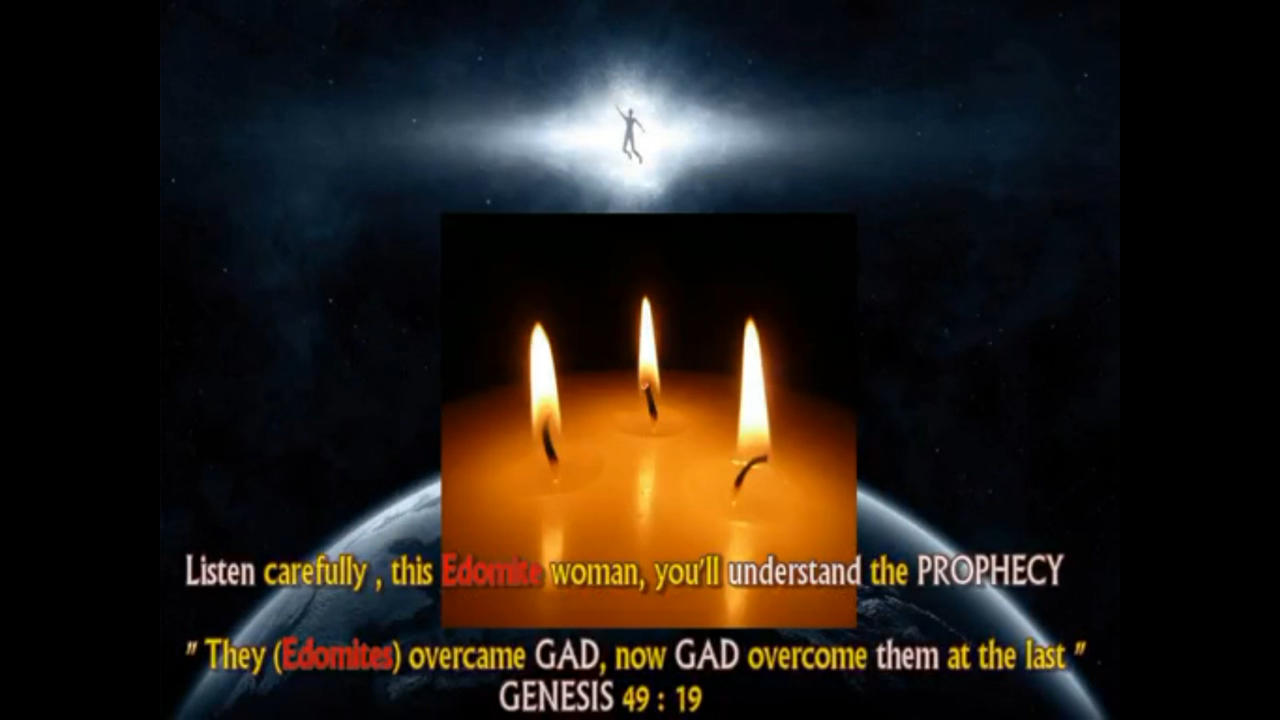 Listen carefully , this Edomite woman, you'll understand the PROPHECY
" They (Edomites) overcame GAD, now GAD overcome them at the last "
GENESIS 49 : 19